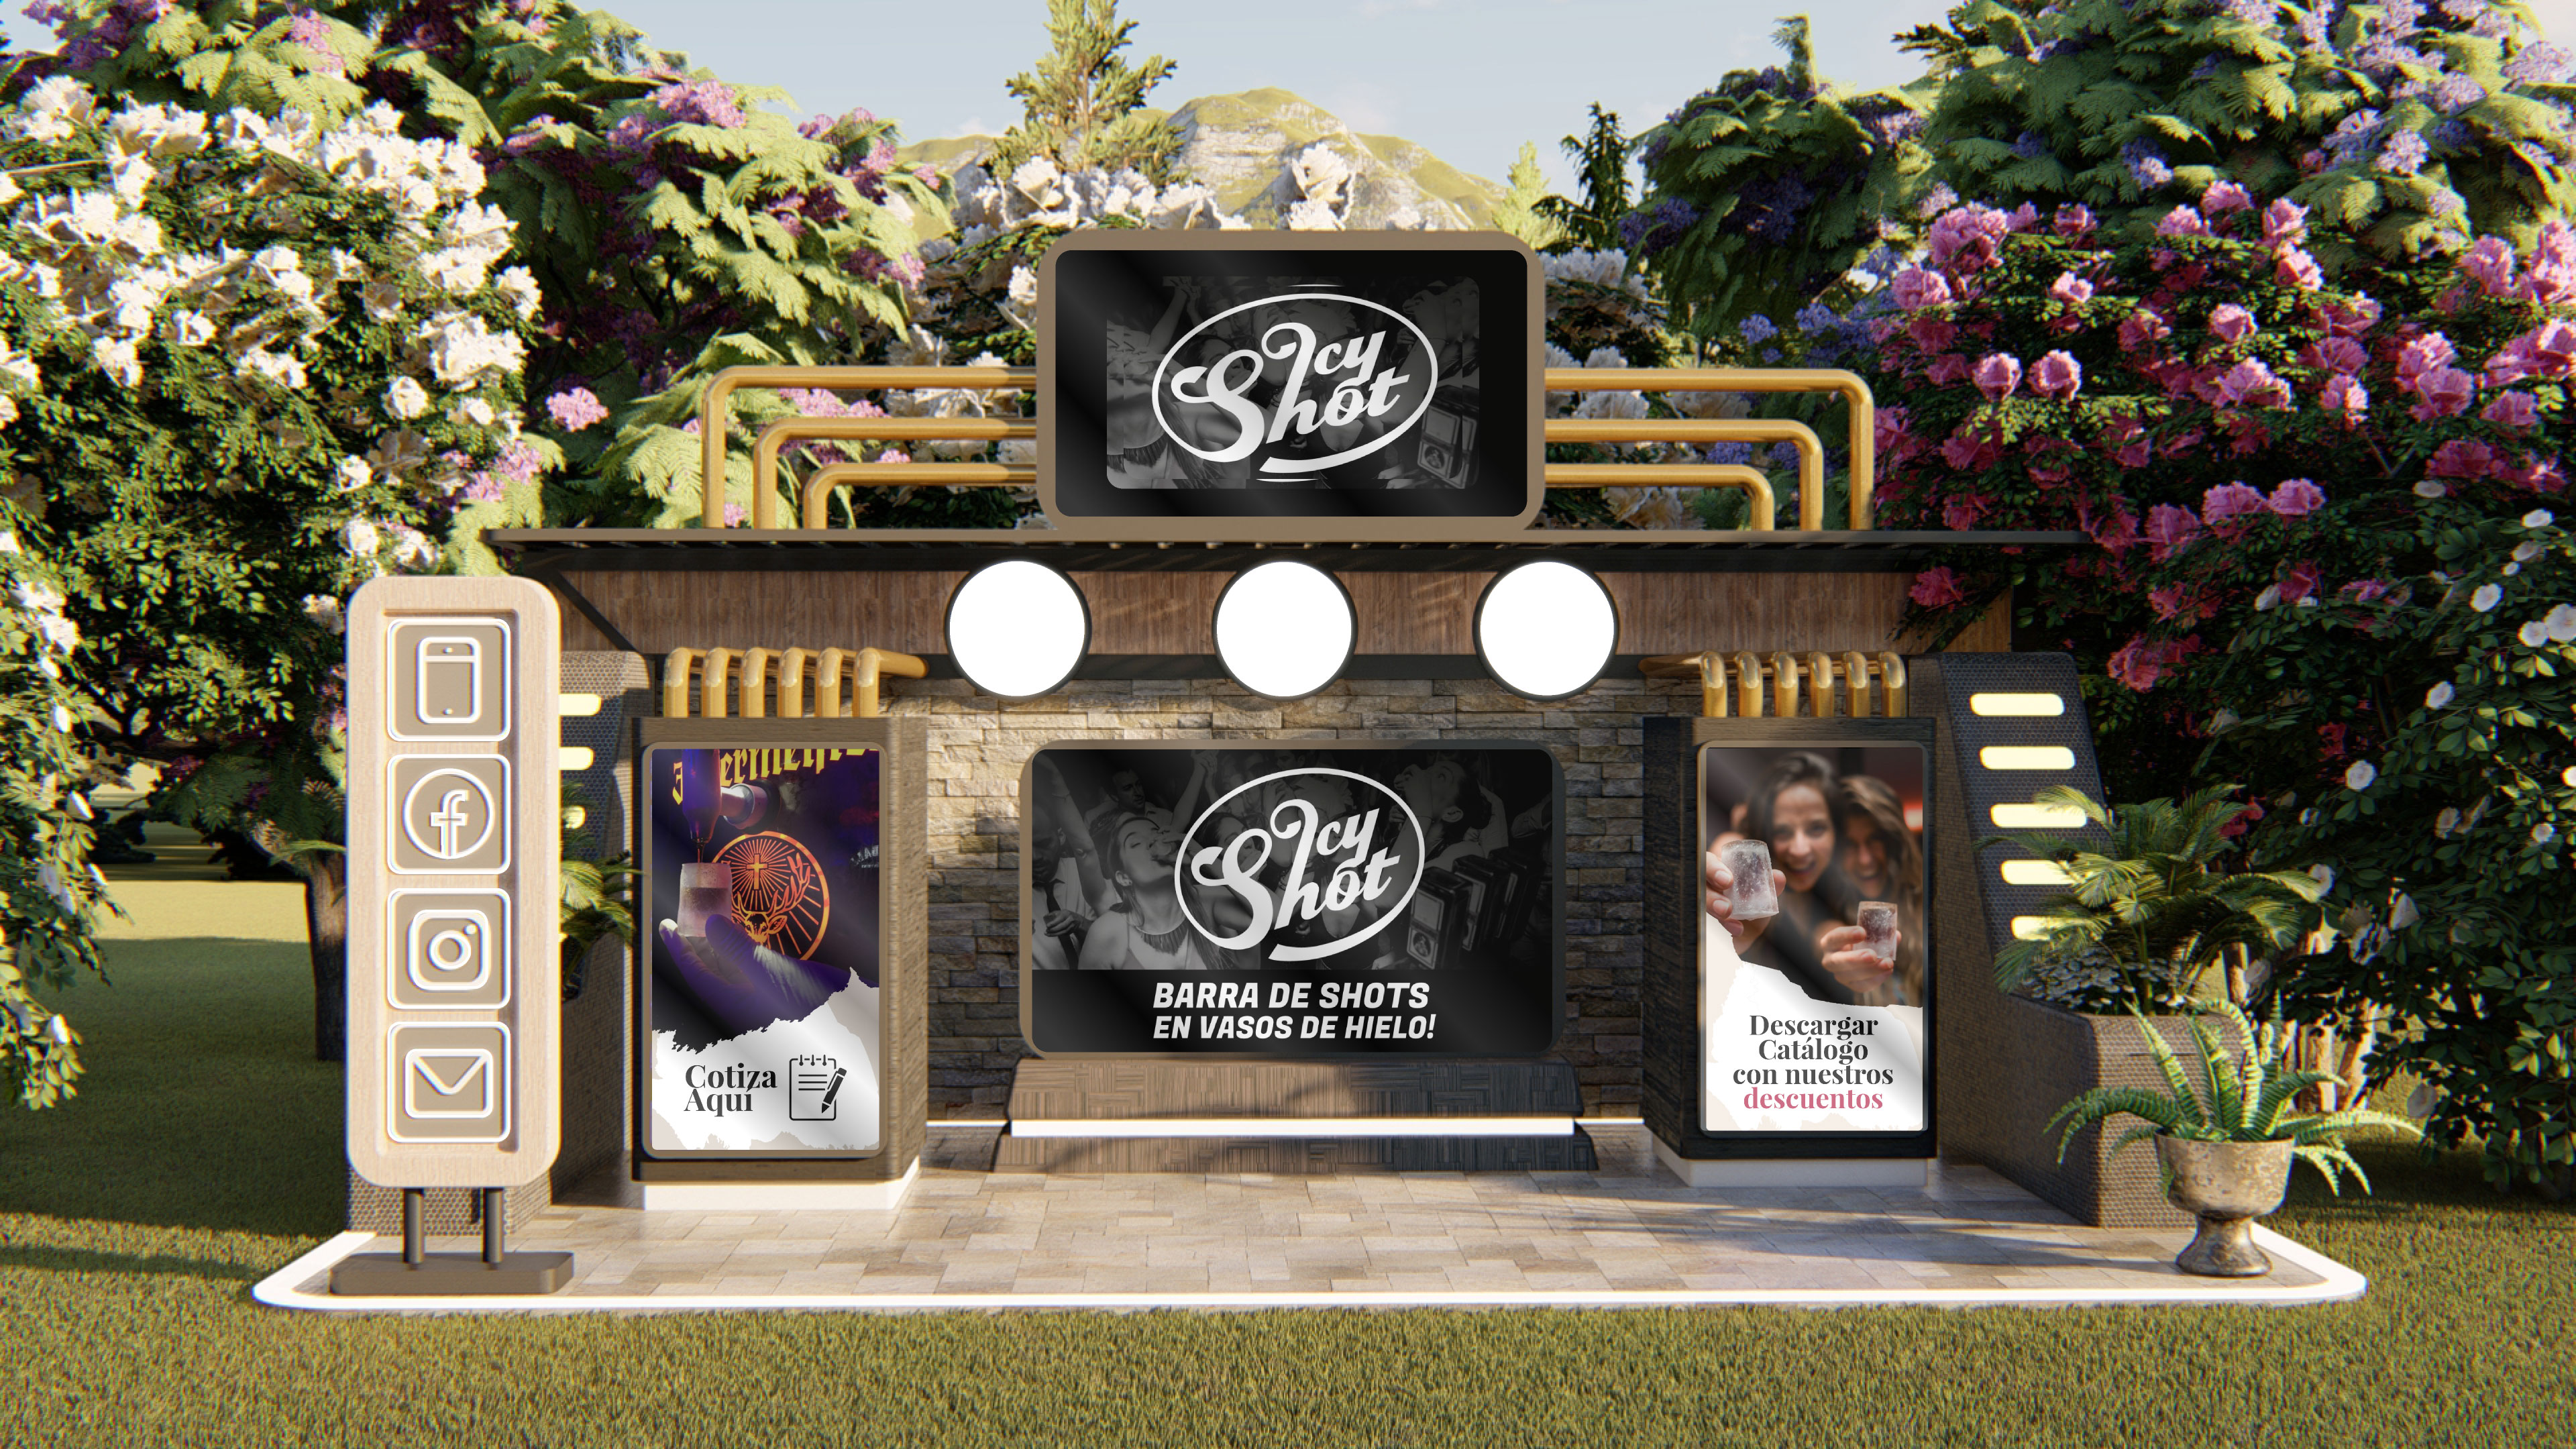 Icy
Shot
Icy
Shot
BARRA DE SHOTS
EN VASOS DE HIELO!
Cotiza
Aquí
Descargar
Catálogo
con nuestros
descuentos